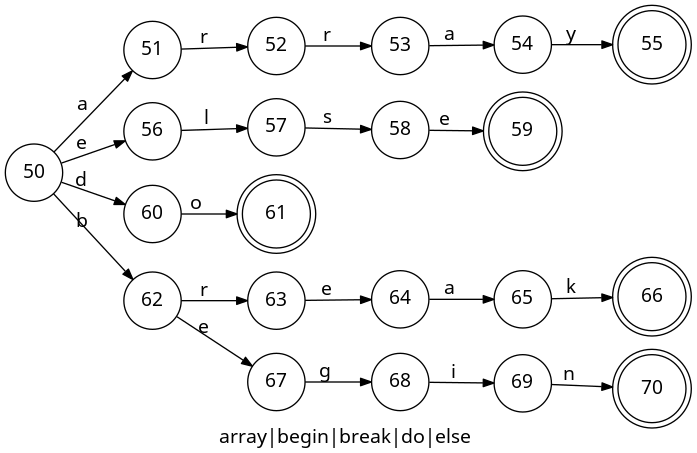 a r r a y
51 52 53 54 55
e l s e
50 56 57 58 59
d o
60 61
b r e a k
62 63 64 65 66
e g i n
67 68 69 70
array|begin|break|do|else